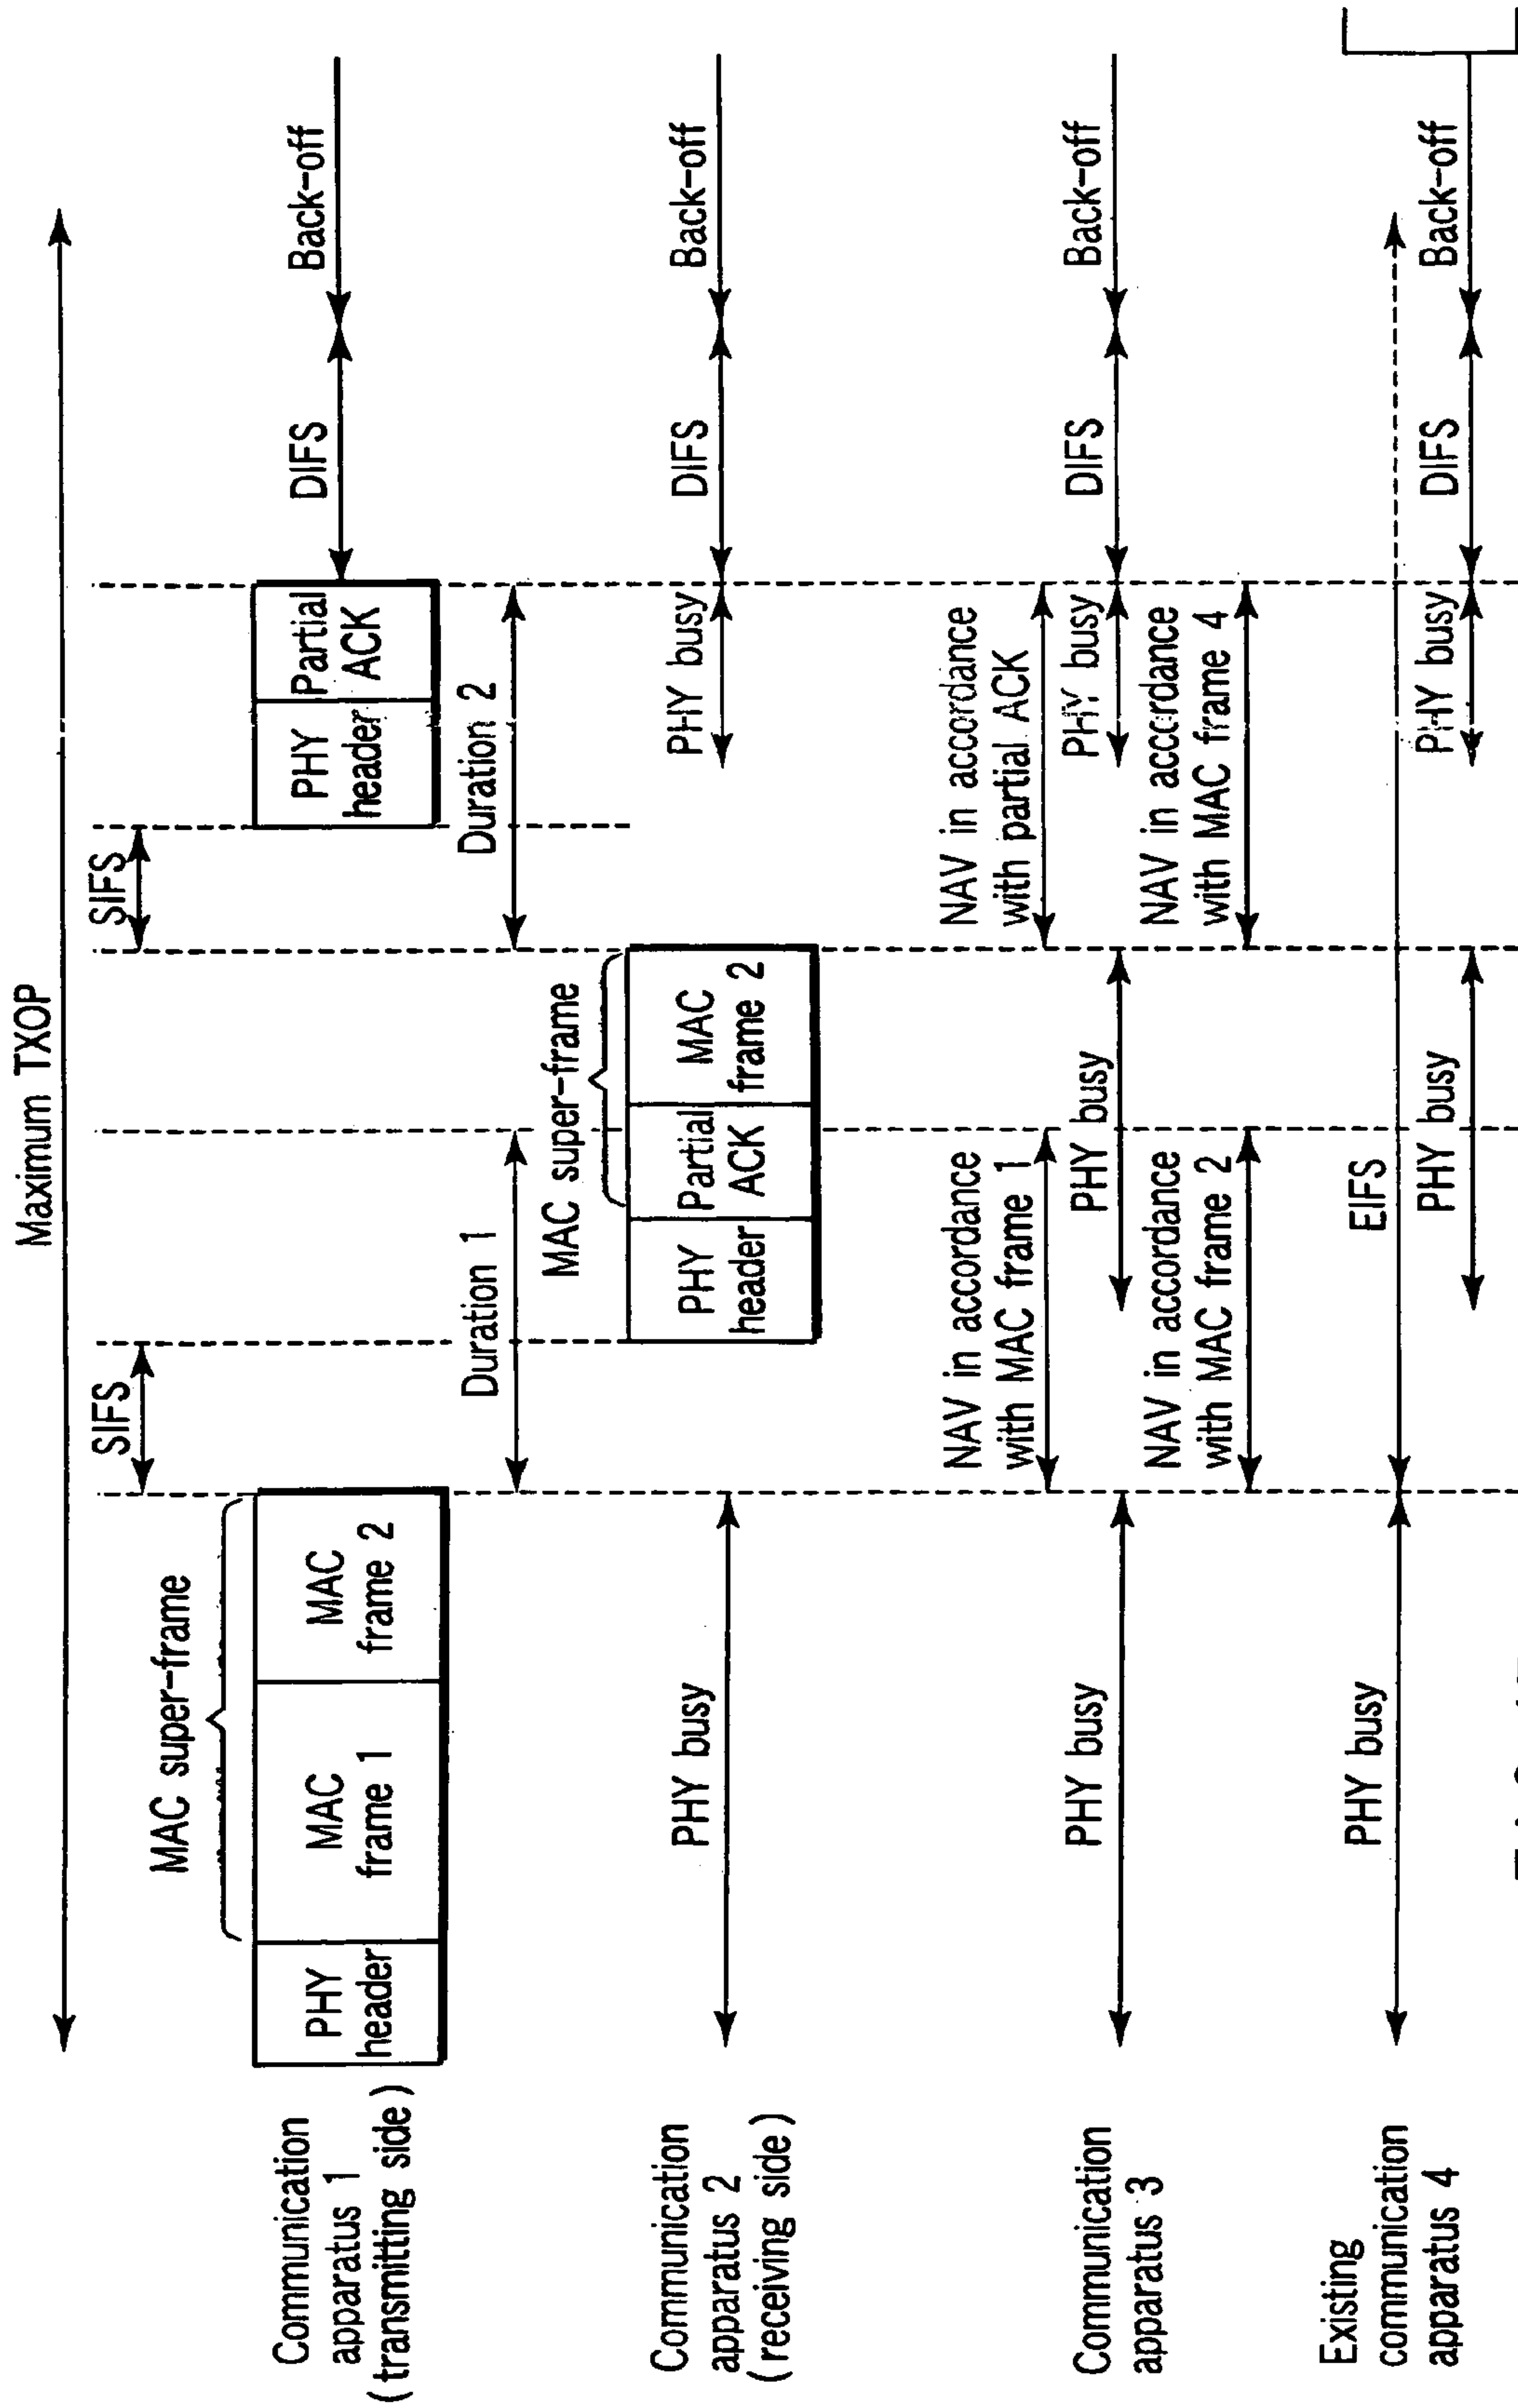 Maximum TXOP
SIFS
SIFS
MAC super-frame
Communication
apparatus 1
(transmitting side)
PHY
header
MAC
frame 1
MAC
frame 2
PHY
header
Partial
ACK
DIFS
Back-off
Duration 1
Duration 2
MAC super-frame
Communication
apparatus 2
(receiving side)
PHY busy
PHY
header
Partial
ACK
MAC
frame 2
PHY busy
DIFS
Back-off
NAV in accordance
with MAC frame 1
NAV in accordance
with partial ACK
Communication
apparatus 3
PHY busy
PHY busy
PHY busy
DIFS
Back-off
NAV in accordance
with MAC frame 2
NAV in accordance
with MAC frame 4
Existing
communication
apparatus 4
PHY busy
EIFS
PHY busy
PHY busy
DIFS
Back-off